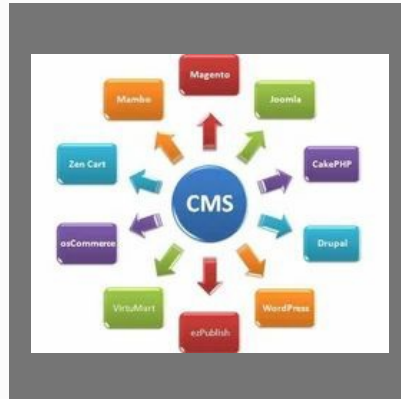 Magento
Mambo
Joomla
Zen Cart
CakePHP
CMS
osCommerce
Drupal
VirtuMart
WordPress
ezPublish